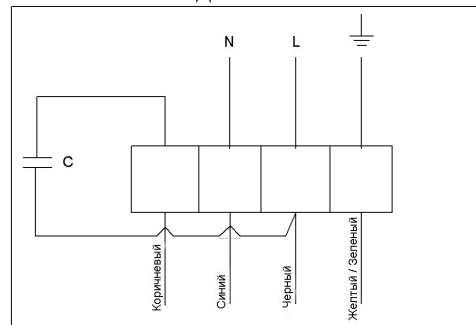 N
L
C
Коричневый
Синий
Черный
Желтый / Зеленый